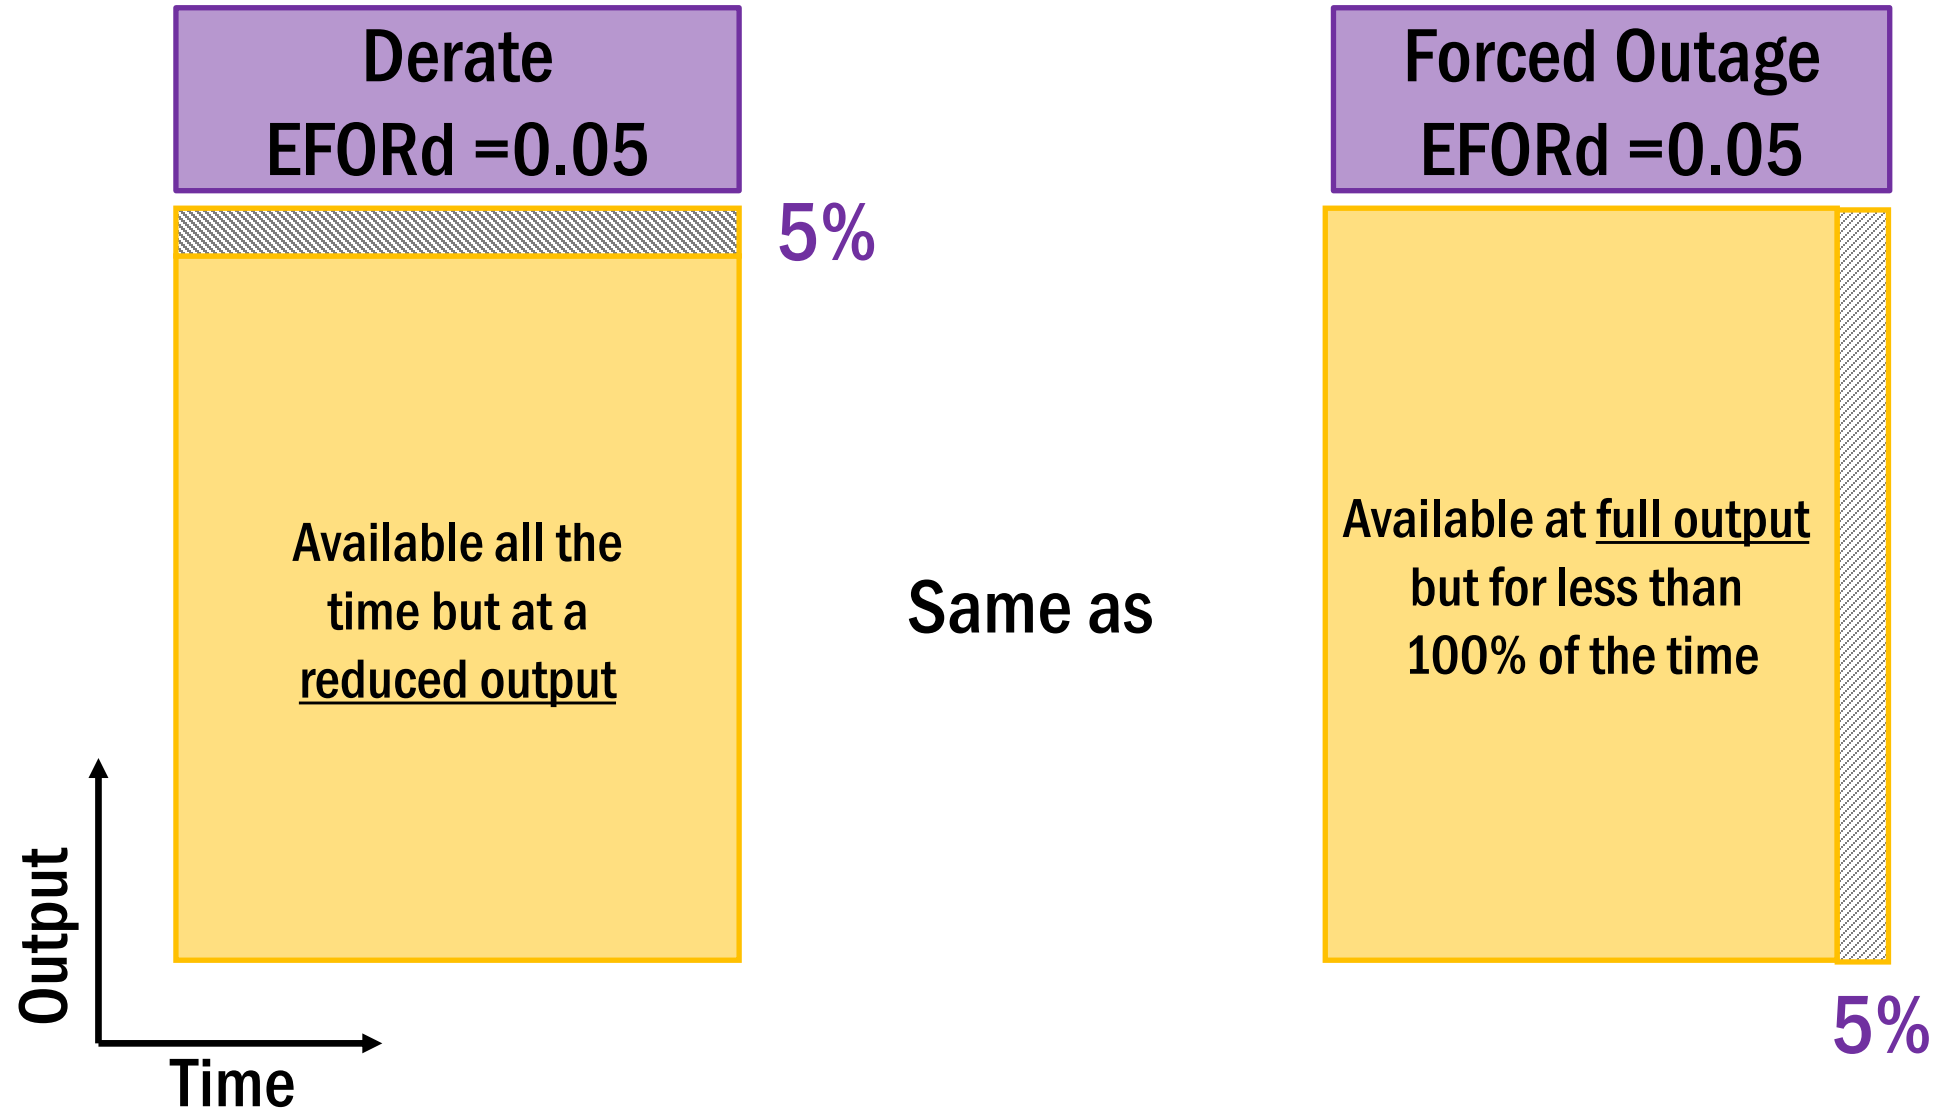 Derate
EFORd =0.05
5%
Available all the
time but at a
reduced output
Same as
Forced Outage
EFORd =0.05
Available at full output
but for less than
100% of the time
5%
Output
Time